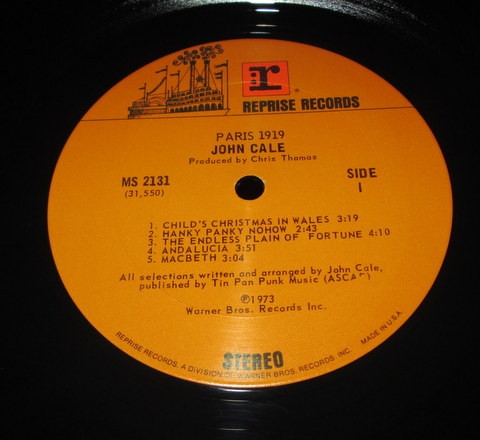 r
REPRISE RECORDS
PARIS 1919
JOHN CALE
Produced by Chris Thomas
MS 2131
(31,550)
SIDE
1
1. CHILD'S CHRISTMAS IN WALES 3:19
2. HANKY PANKY NOHOW 2:43
3. THE ENDLESS PLAIN OF FORTUNE 4:10
4. ANDALUCIA 3:51
5. MACBETH 3:04
All selections written and arranged by John Cale,
published by Tin Pan Punk Music (ASCAP)
℗1973
Warner Bros. Records Inc.
STEREO
REPRISE RECORDS, A DIVISION OF WARNER BROS. RECORDS, INC. MADE IN U.S.A.